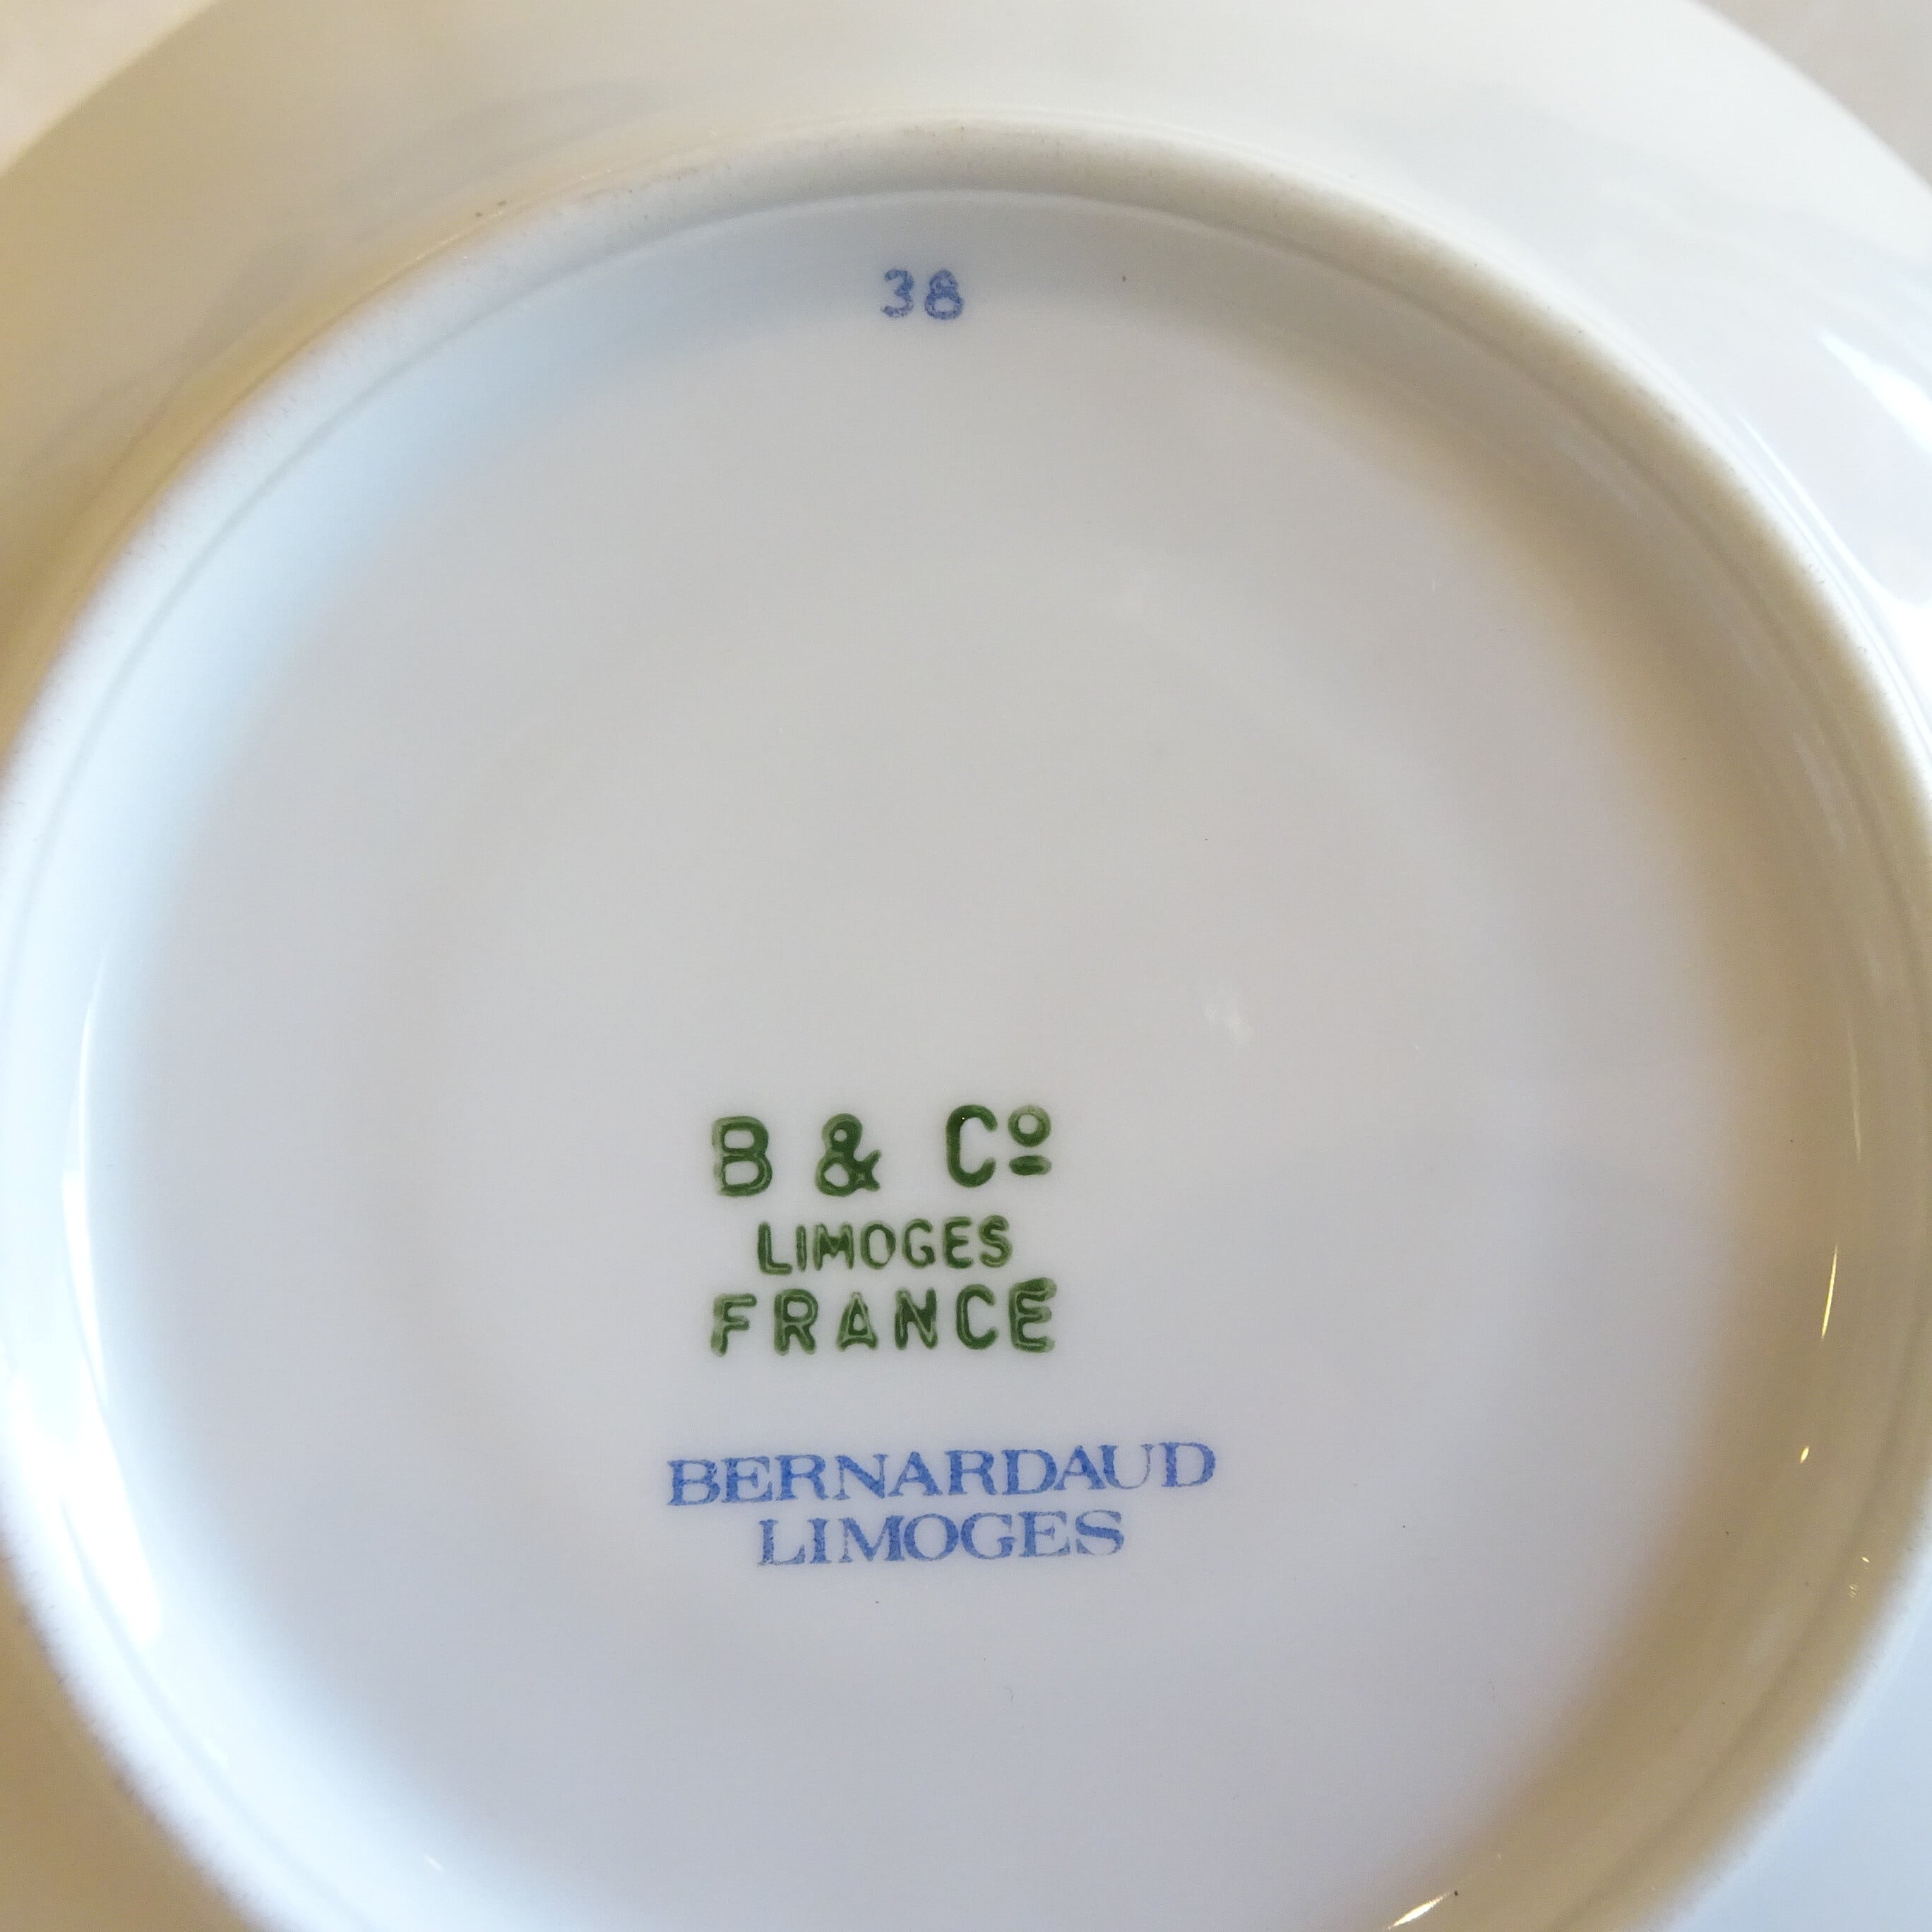 38
B & Cº
LIMOGES
FRANCE
BERNARDAUD
LIMOGES